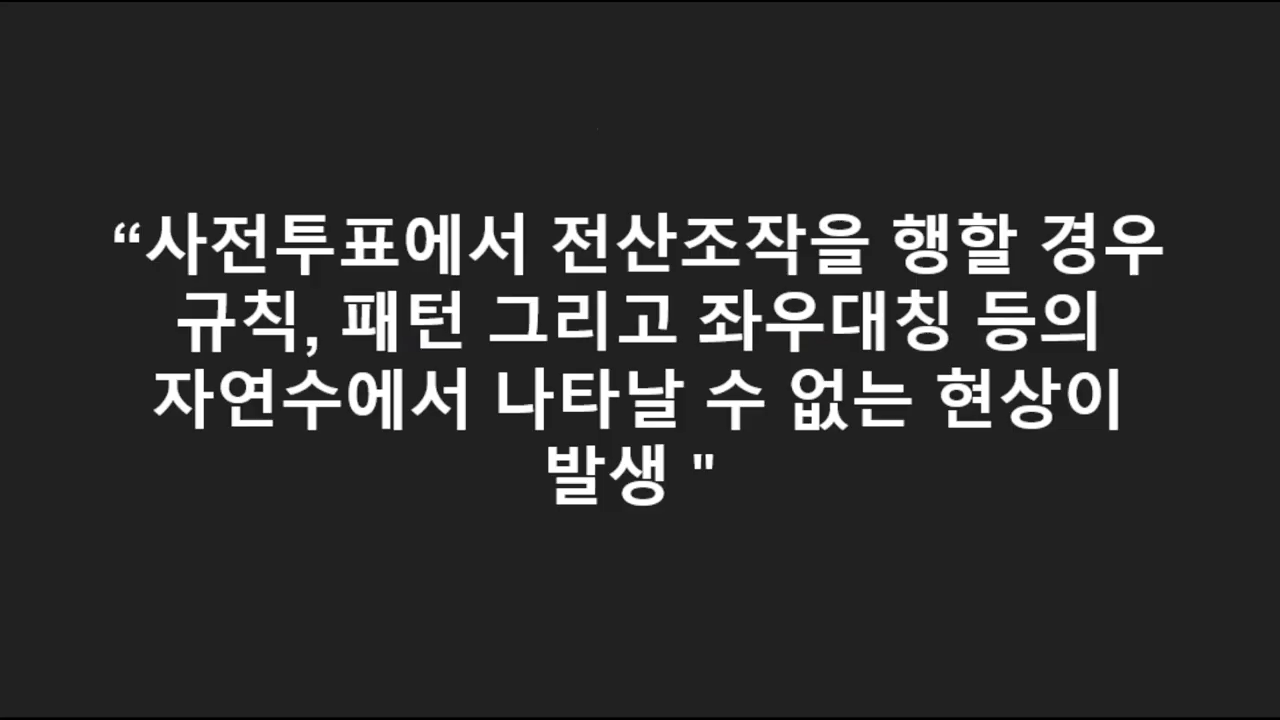 “사전투표에서 전산조작을 행할 경우
규칙, 패턴 그리고 좌우대칭 등의
자연수에서 나타날 수 없는 현상이
발생 "